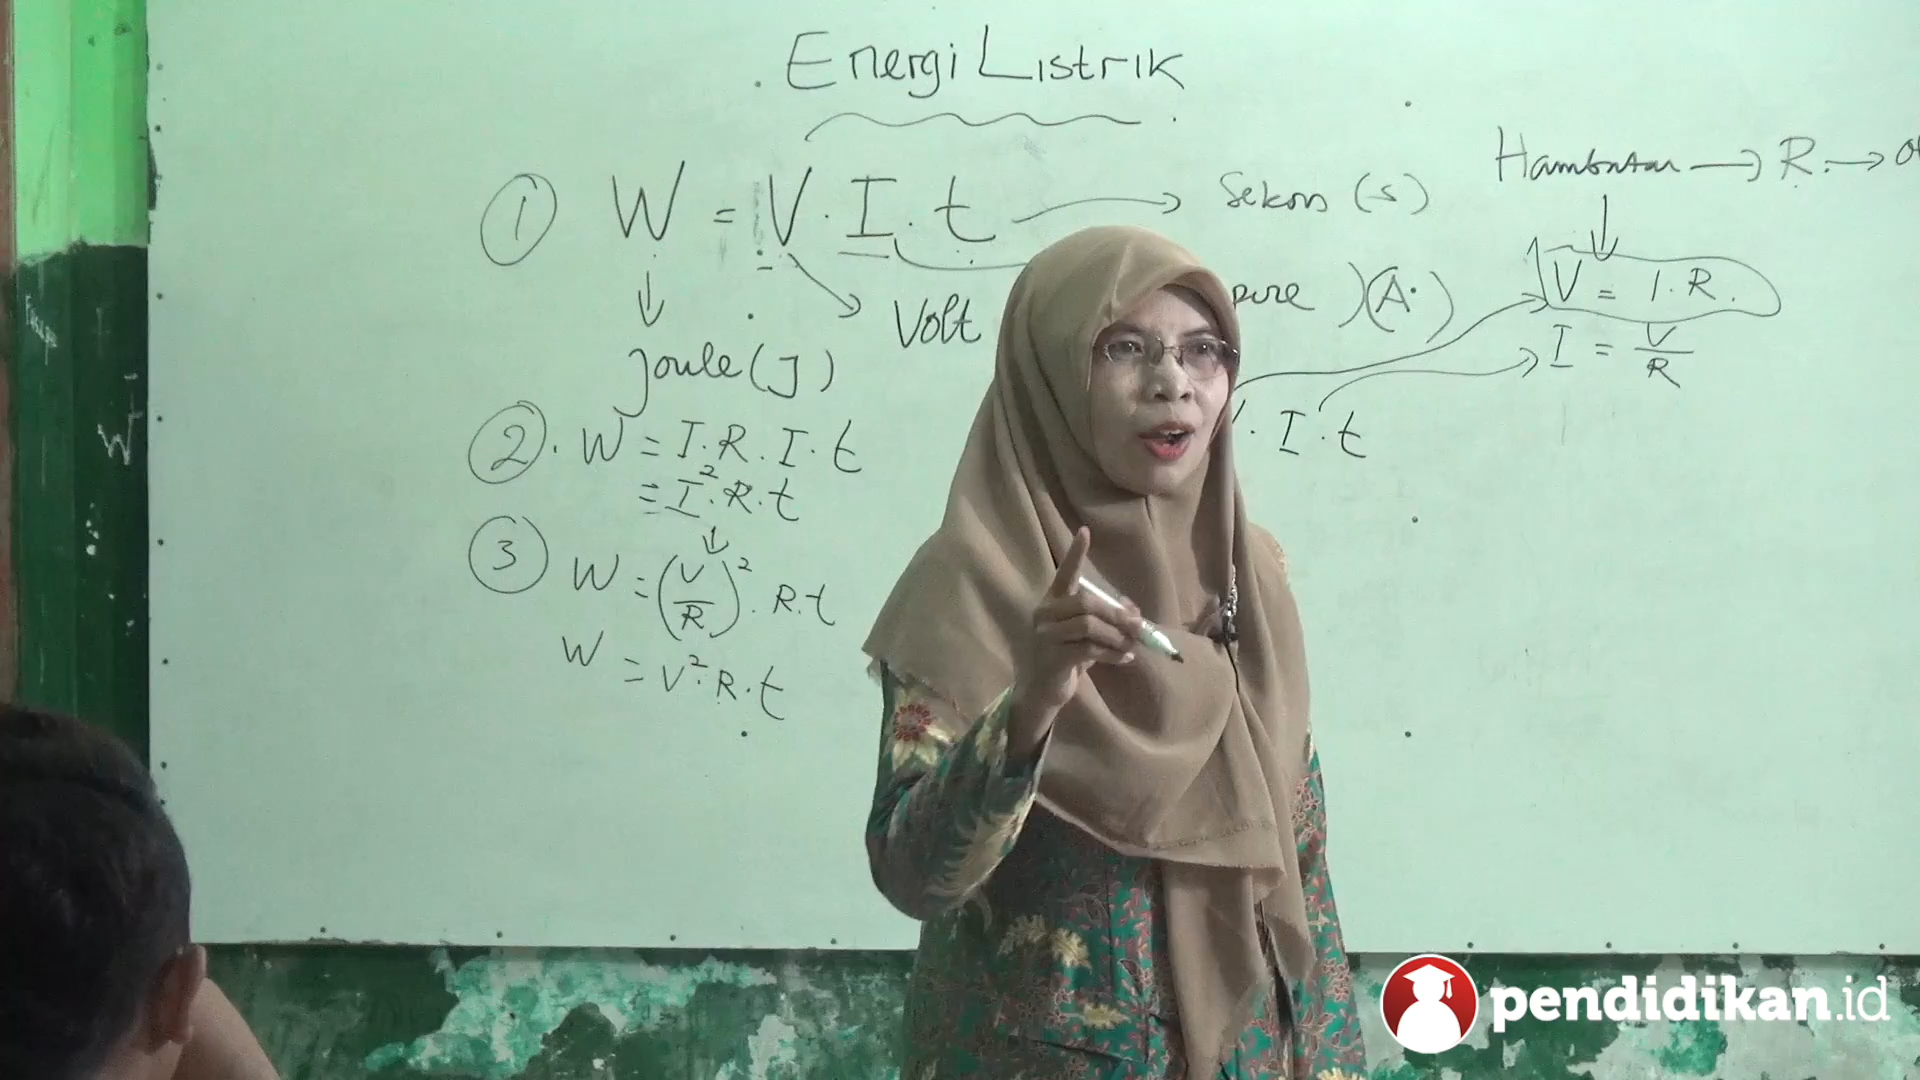 Energi Listrik
① W = V . I . t → Sekon (s)
Hambatan → R →
↓ ↓
Volt
)(A)
V = I . R .
joule (J)
I = V/R
② . W = I . R . I . t
. I . t
= I² . R . t
③ W = (V/R)² . R . t
W = V² . R . t
W
pendidikan.id